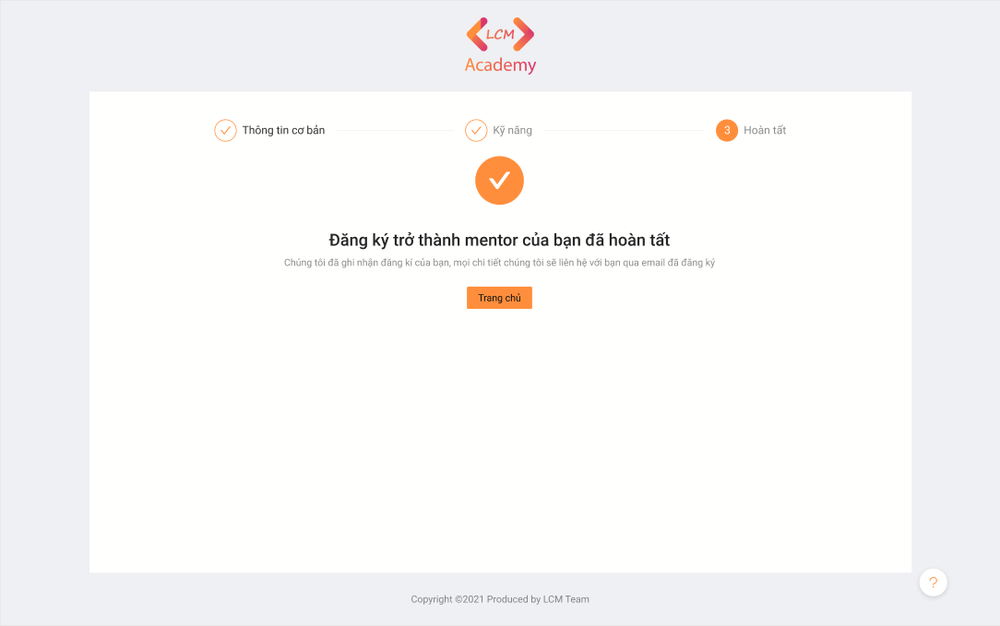 LCM
Academy
Thông tin cơ bản
Kỹ năng
3 Hoàn tất
Đăng ký trở thành mentor của bạn đã hoàn tất
Chúng tôi đã ghi nhận đăng kí của bạn, mọi chi tiết chúng tôi sẽ liên hệ với bạn qua email đã đăng ký
Trang chủ
?
Copyright ©2021 Produced by LCM Team